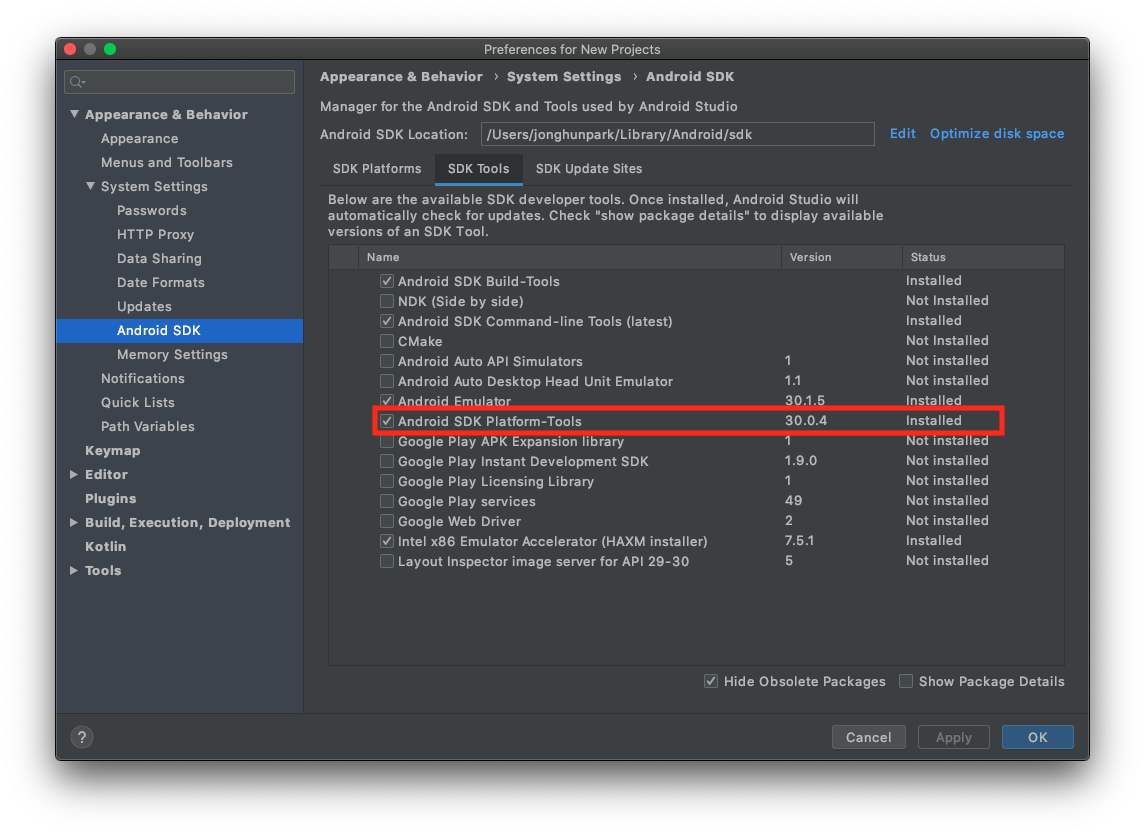 Preferences for New Projects
Appearance & Behavior
Appearance
Menus and Toolbars
System Settings
Passwords
HTTP Proxy
Data Sharing
Date Formats
Updates
Android SDK
Memory Settings
Notifications
Quick Lists
Path Variables
Keymap
Editor
Plugins
Build, Execution, Deployment
Kotlin
Tools
Appearance & Behavior › System Settings › Android SDK
Manager for the Android SDK and Tools used by Android Studio
Android SDK Location: /Users/jonghunpark/Library/Android/sdk Edit Optimize disk space
SDK Platforms SDK Tools SDK Update Sites
Below are the available SDK developer tools. Once installed, Android Studio will
automatically check for updates. Check "show package details" to display available
versions of an SDK Tool.
Name Version Status
Android SDK Build-Tools Installed
NDK (Side by side) Not Installed
Android SDK Command-line Tools (latest) Installed
CMake Not Installed
Android Auto API Simulators 1 Not installed
Android Auto Desktop Head Unit Emulator 1.1 Not installed
Android Emulator 30.1.5 Installed
Android SDK Platform-Tools 30.0.4 Installed
Google Play APK Expansion library 1 Not installed
Google Play Instant Development SDK 1.9.0 Not installed
Google Play Licensing Library 1 Not installed
Google Play services 49 Not installed
Google Web Driver 2 Not installed
Intel x86 Emulator Accelerator (HAXM installer) 7.5.1 Installed
Layout Inspector image server for API 29-30 5 Not installed
Hide Obsolete Packages Show Package Details
? Cancel Apply OK